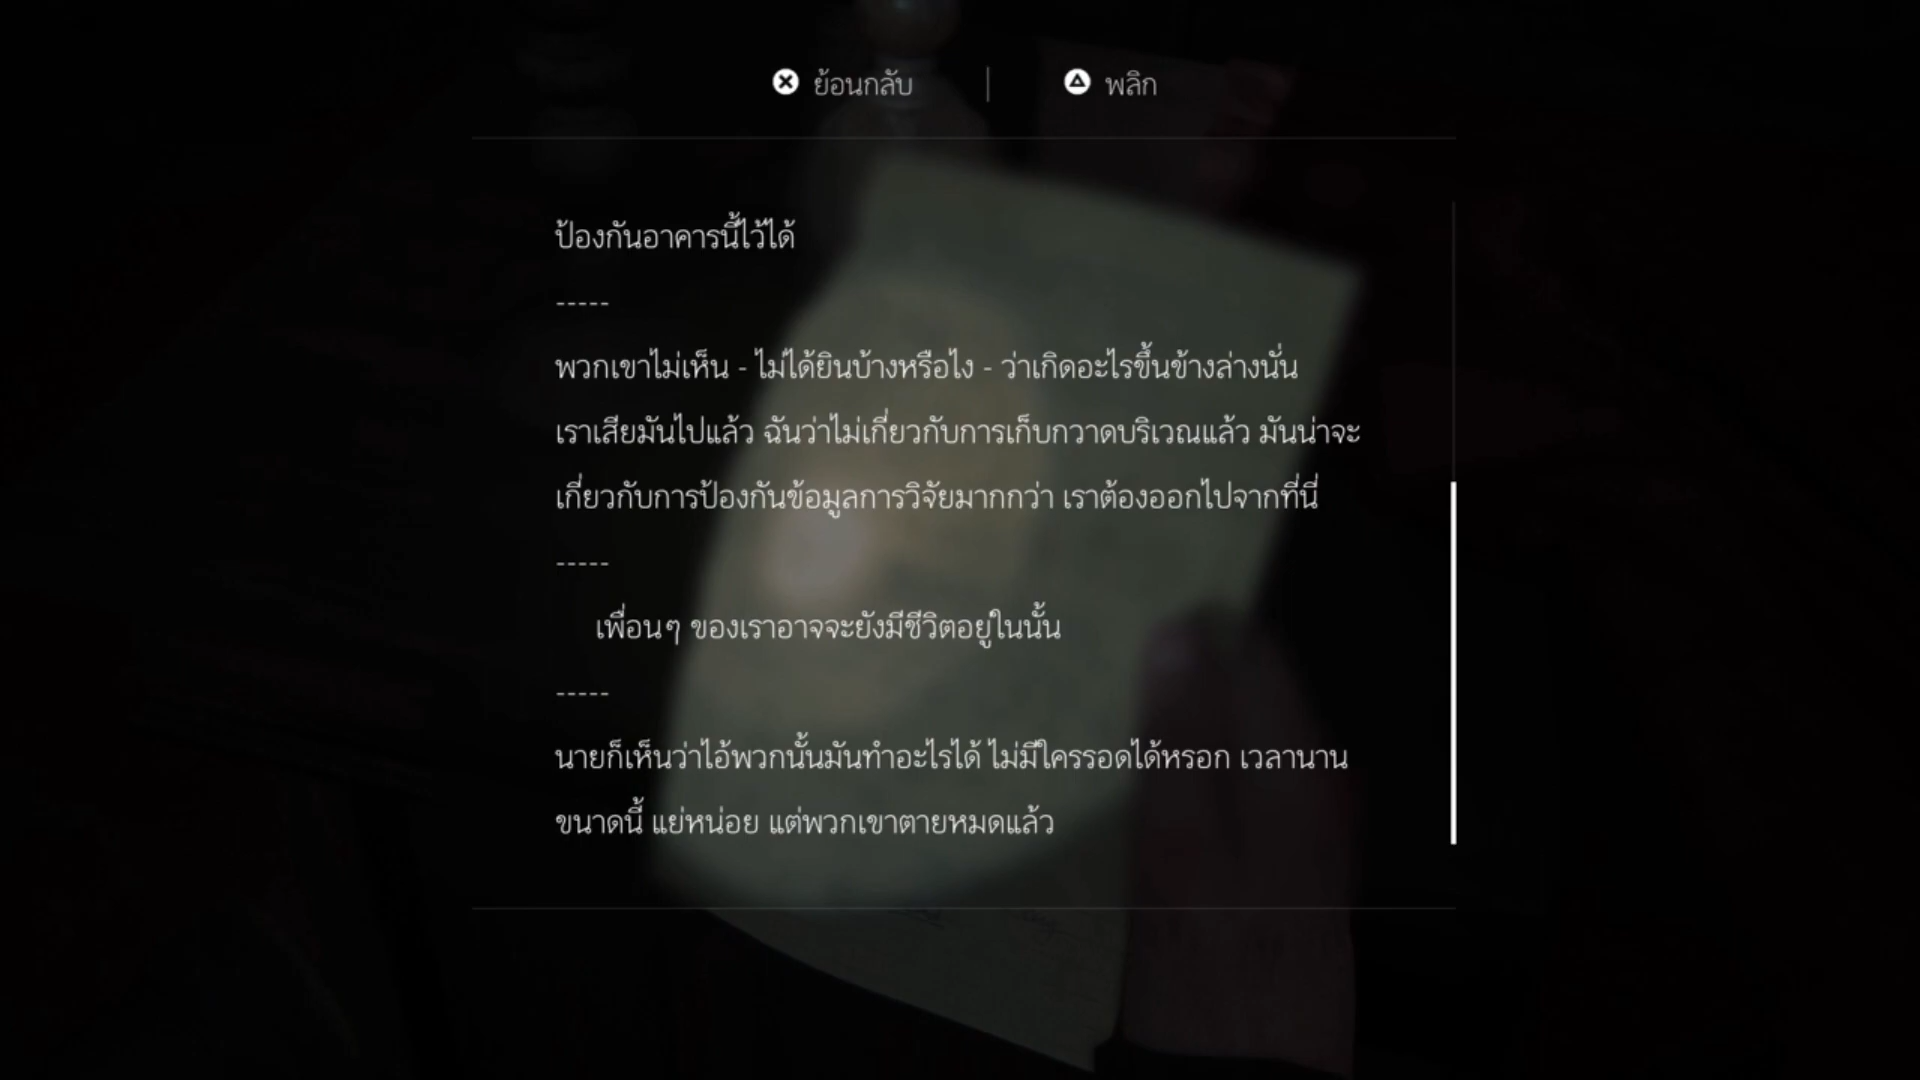 ย้อนกลับ | พลิก
ป้องกันอาคารนี้ไว้ได้
-----
พวกเขาไม่เห็น - ไม่ได้ยินบ้างหรือไง - ว่าเกิดอะไรขึ้นข้างล่างนั่น
เราเสียมันไปแล้ว ฉันว่าไม่เกี่ยวกับการเก็บกวาดบริเวณแล้ว มันน่าจะ
เกี่ยวกับการป้องกันข้อมูลการวิจัยมากกว่า เราต้องออกไปจากที่นี่
-----
เพื่อนๆ ของเราอาจจะยังมีชีวิตอยู่ในนั้น
-----
นายก็เห็นว่าไอ้พวกนั้นมันทำอะไรได้ ไม่มีใครรอดได้หรอก เวลานาน
ขนาดนี้ แย่หน่อย แต่พวกเขาตายหมดแล้ว